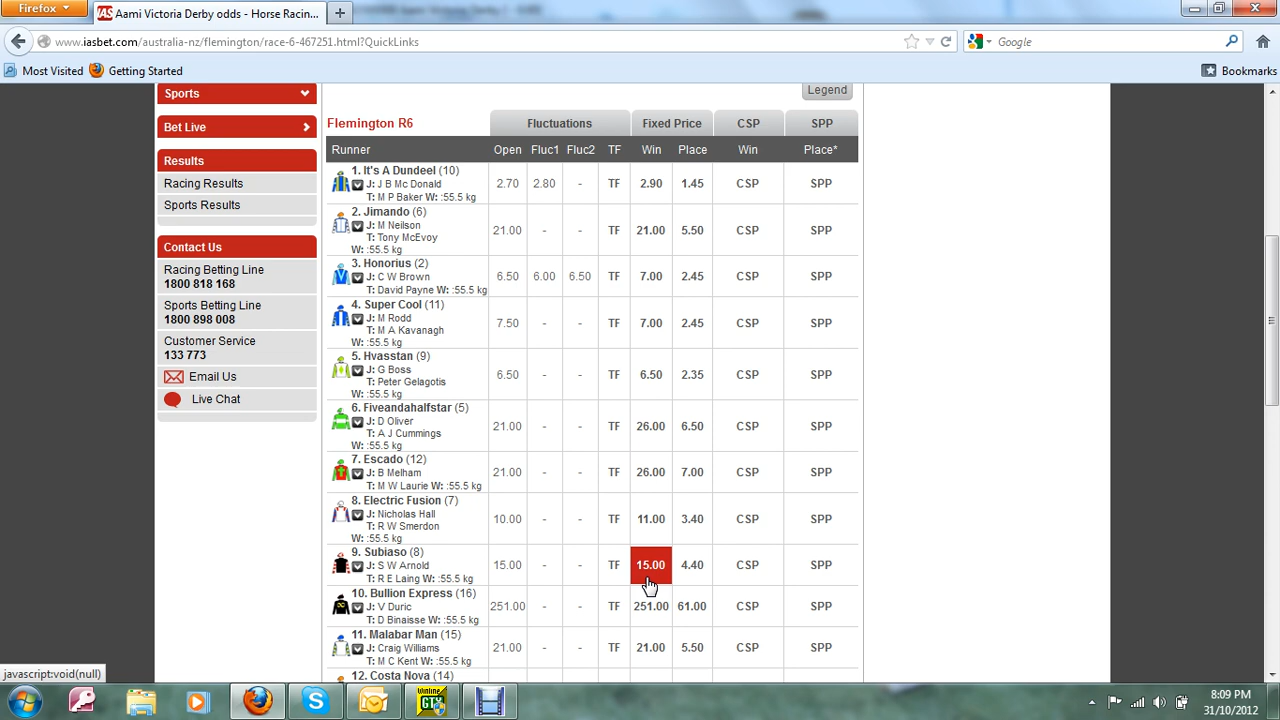 Firefox
Aami Victoria Derby odds - Horse Racin...
www.iasbet.com/australia-nz/flemington/race-6-467251.html?QuickLinks
Google
Most Visited
Getting Started
Bookmarks
Sports
Bet Live
Results
Racing Results
Sports Results
Contact Us
Racing Betting Line
1800 818 168
Sports Betting Line
1800 898 008
Customer Service
133 773
Email Us
Live Chat
Legend
Flemington R6 Fluctuations Fixed Price CSP SPP
Runner Open Fluc1 Fluc2 TF Win Place Win Place*
1. It's A Dundeel (10)
J: J B Mc Donald 2.70 2.80 - TF 2.90 1.45 CSP SPP
T: M P Baker W: :55.5 kg
2. Jimando (6)
J: M Neilson 21.00 - - TF 21.00 5.50 CSP SPP
T: Tony McEvoy
W: :55.5 kg
3. Honorius (2)
J: C W Brown 6.50 6.00 6.50 TF 7.00 2.45 CSP SPP
T: David Payne W: :55.5 kg
4. Super Cool (11)
J: M Rodd 7.50 - - TF 7.00 2.45 CSP SPP
T: M A Kavanagh
W: :55.5 kg
5. Hvasstan (9)
J: G Boss 6.50 - - TF 6.50 2.35 CSP SPP
T: Peter Gelagotis
W: :55.5 kg
6. Fiveandahalfstar (5)
J: D Oliver 21.00 - - TF 26.00 6.50 CSP SPP
T: A J Cummings
W: :55.5 kg
7. Escado (12)
J: B Melham 21.00 - - TF 26.00 7.00 CSP SPP
T: M W Laurie W: :55.5 kg
8. Electric Fusion (7)
J: Nicholas Hall 10.00 - - TF 11.00 3.40 CSP SPP
T: R W Smerdon
W: :55.5 kg
9. Subiaso (8)
J: S W Arnold 15.00 - - TF 15.00 4.40 CSP SPP
T: R E Laing W: :55.5 kg
10. Bullion Express (16)
J: V Duric 251.00 - - TF 251.00 61.00 CSP SPP
T: D Binaisse W: :55.5 kg
11. Malabar Man (15)
J: Craig Williams 21.00 - - TF 21.00 5.50 CSP SPP
T: M C Kent W: :55.5 kg
12. Costa Nova (14)
javascript:void(null)
8:09 PM
31/10/2012